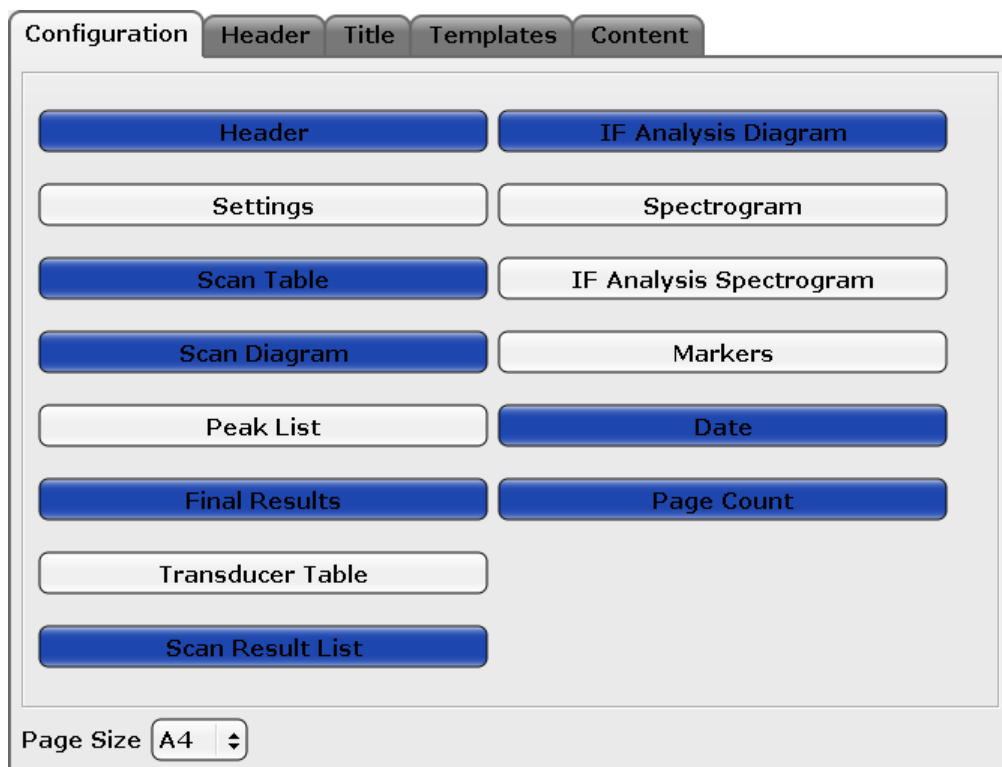 Configuration Header Title Templates Content
Header IF Analysis Diagram
Settings Spectrogram
Scan Table IF Analysis Spectrogram
Scan Diagram Markers
Peak List Date
Final Results Page Count
Transducer Table
Scan Result List
Page Size A4